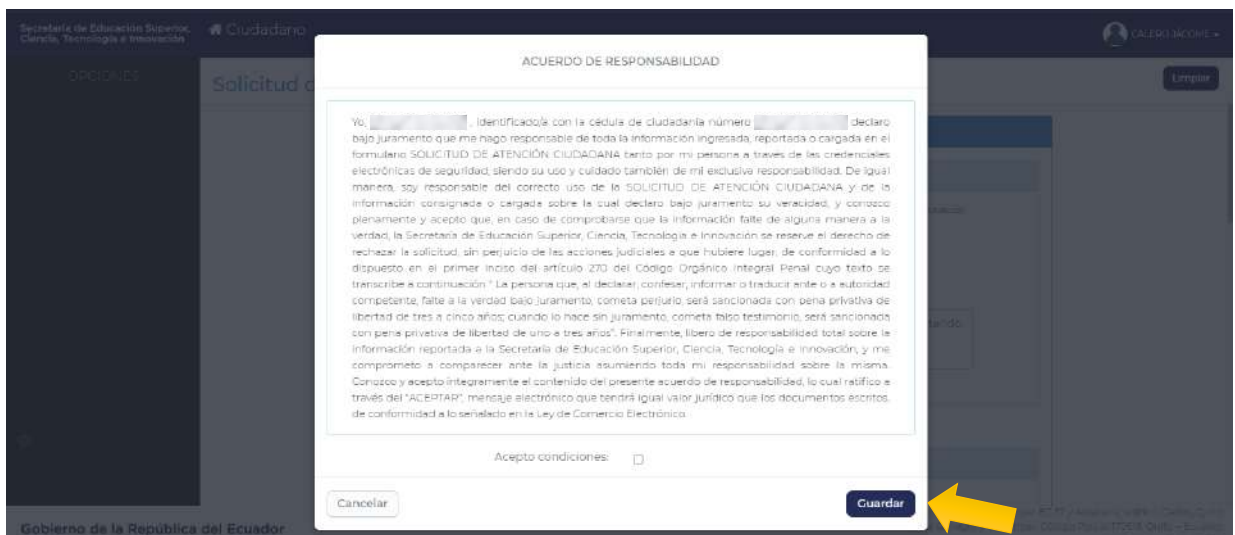 Secretaría de Educación Superior,
Ciencia, Tecnología e Innovación
Ciudadano
CALERO JÁCOME
OPCIONES
Solicitud d
Limpiar
ACUERDO DE RESPONSABILIDAD
Yo, , identificado/a con la cédula de ciudadanía número declaro
bajo juramento que me hago responsable de toda la información ingresada, reportada o cargada en el
formulario SOLICITUD DE ATENCIÓN CIUDADANA tanto por mi persona a través de las credenciales
electrónicas de seguridad, siendo su uso y cuidado también de mi exclusiva responsabilidad. De igual
manera, soy responsable del correcto uso de la SOLICITUD DE ATENCIÓN CIUDADANA y de la
información consignada o cargada sobre la cual declaro bajo juramento su veracidad, y conozco
plenamente y acepto que, en caso de comprobarse que la información falte de alguna manera a la
verdad, la Secretaría de Educación Superior, Ciencia, Tecnología e Innovación se reserve el derecho de
rechazar la solicitud, sin perjuicio de las acciones judiciales a que hubiere lugar, de conformidad a lo
dispuesto en el primer inciso del artículo 270 del Código Orgánico Integral Penal cuyo texto se
transcribe a continuación " La persona que, al declarar, confesar, informar o traducir ante o a autoridad
competente, falte a la verdad bajo juramento, cometa perjurio, será sancionada con pena privativa de
libertad de tres a cinco años; cuando lo hace sin juramento, cometa falso testimonio, será sancionada
con pena privativa de libertad de uno a tres años". Finalmente, libero de responsabilidad total sobre la
información reportada a la Secretaría de Educación Superior, Ciencia, Tecnología e Innovación, y me
comprometo a comparecer ante la justicia asumiendo toda mi responsabilidad sobre la misma.
Conozco y acepto íntegramente el contenido del presente acuerdo de responsabilidad, lo cual ratifico a
través del "ACEPTAR", mensaje electrónico que tendrá igual valor jurídico que los documentos escritos,
de conformidad a lo señalado en la Ley de Comercio Electrónico.
tando
Acepto condiciones:
Cancelar
Guardar
Gobierno de la República del Ecuador